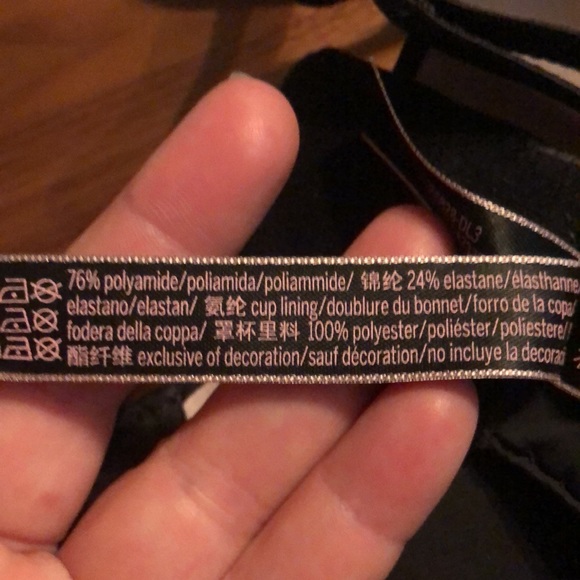 76% polyamide/poliamida/poliammide/ 锦纶 24% elastane/élasthanne
elastano/elastan/ 氨纶 cup lining/doublure du bonnet/forro de la copa
fodera della coppa/ 罩杯里料 100% polyester/poliéster/poliestere/
酯纤维 exclusive of decoration/sauf décoration/no incluye la decorac